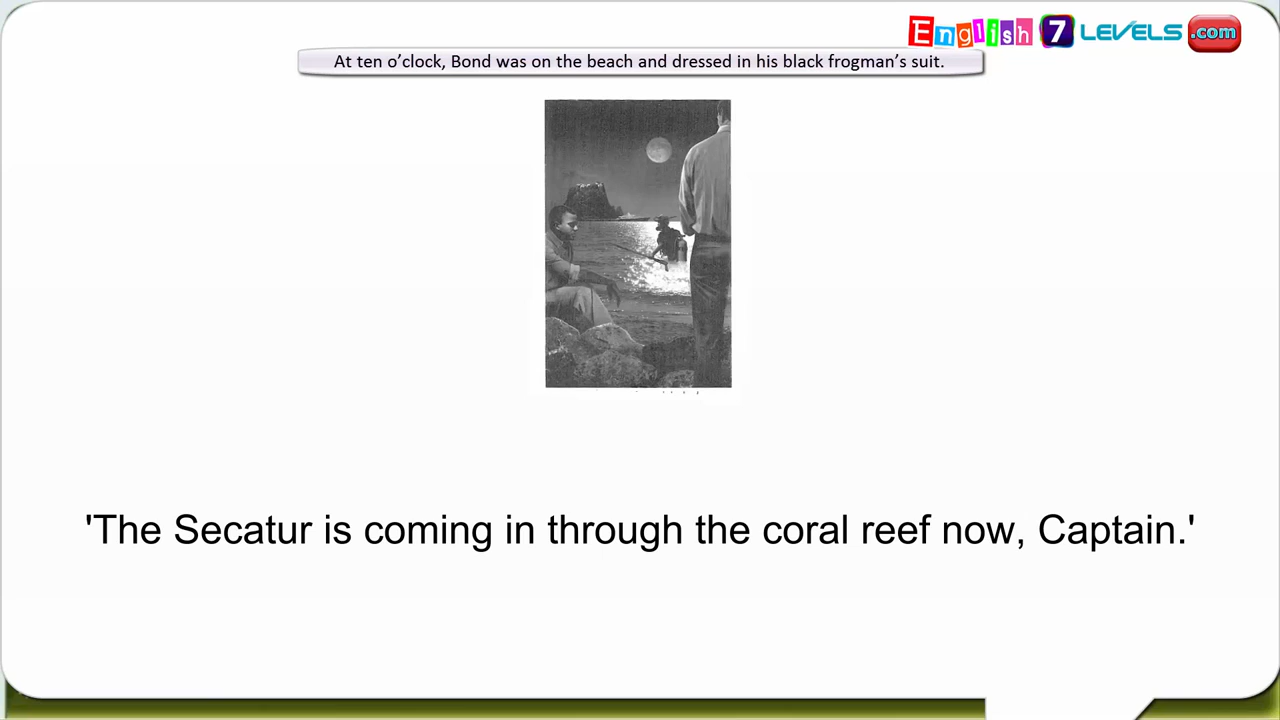 English 7 LEVELS .com
At ten o’clock, Bond was on the beach and dressed in his black frogman’s suit.
'The Secatur is coming in through the coral reef now, Captain.'